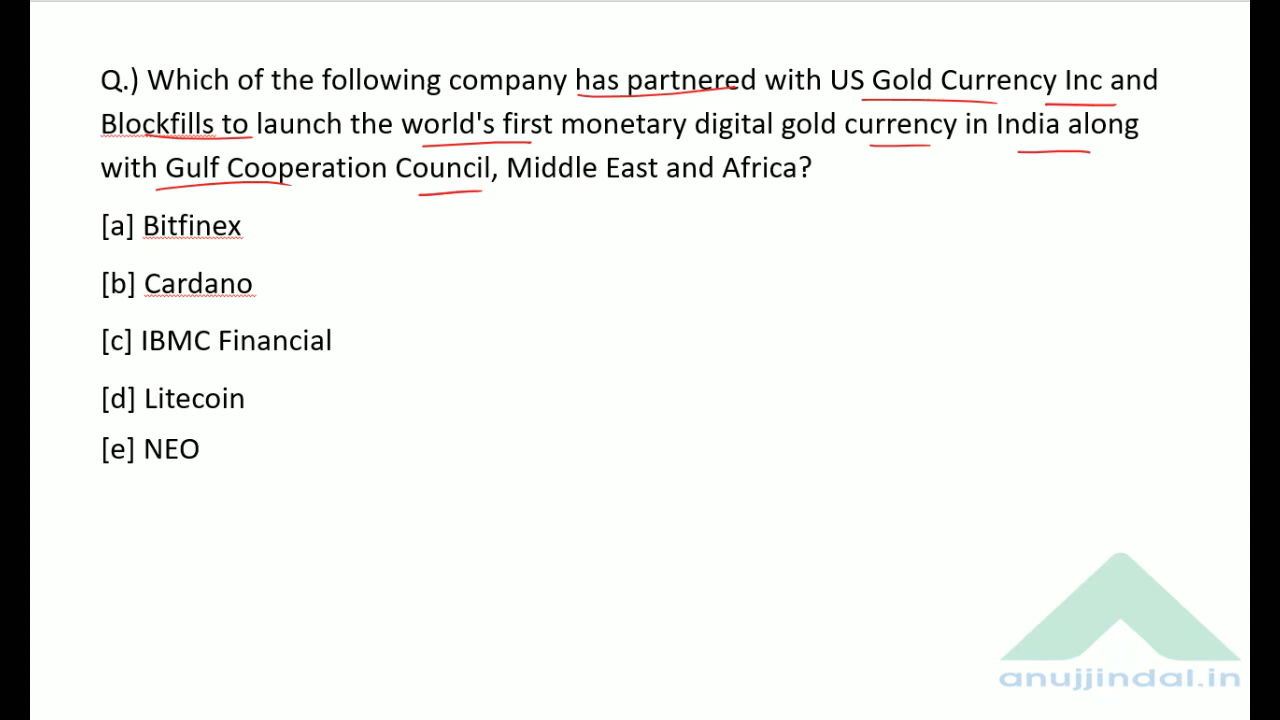 Q.) Which of the following company has partnered with US Gold Currency Inc and
Blockfills to launch the world's first monetary digital gold currency in India along
with Gulf Cooperation Council, Middle East and Africa?
[a] Bitfinex
[b] Cardano
[c] IBMC Financial
[d] Litecoin
[e] NEO
anujjindal.in